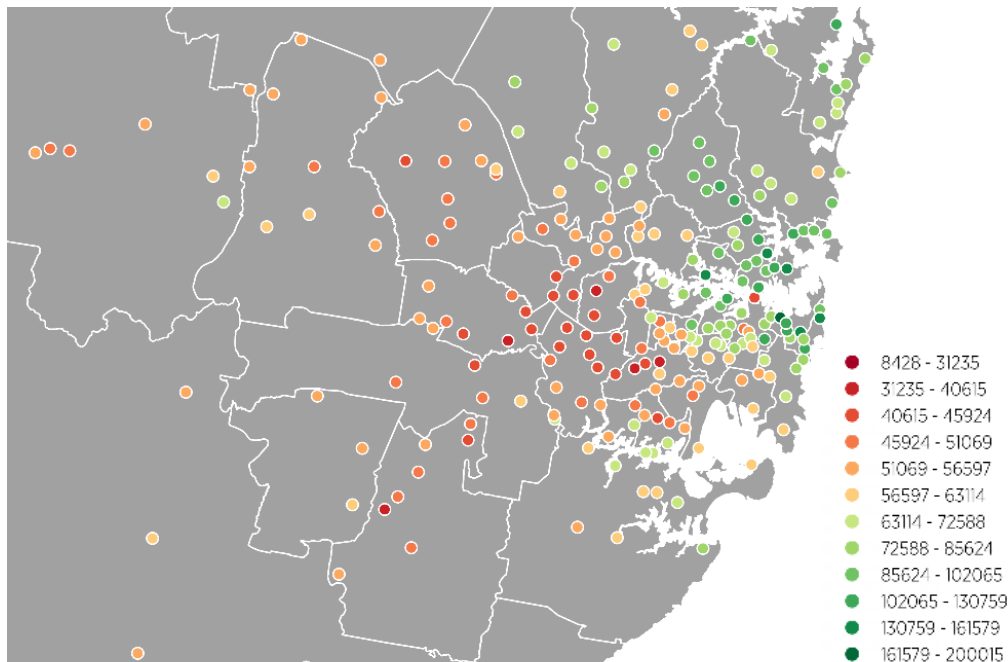 8428 - 31235
31235 - 40615
40615 - 45924
45924 - 51069
51069 - 56597
56597 - 63114
63114 - 72588
72588 - 85624
85624 - 102065
102065 - 130759
130759 - 161579
161579 - 200015